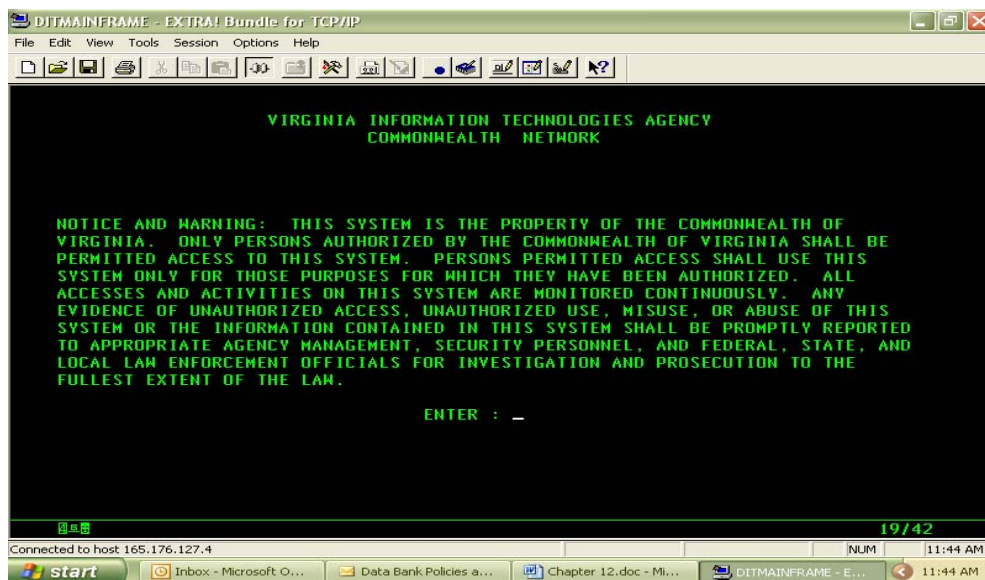 DITMAINFRAME - EXTRA! Bundle for TCP/IP
File Edit View Tools Session Options Help
VIRGINIA INFORMATION TECHNOLOGIES AGENCY
COMMONWEALTH NETWORK
NOTICE AND WARNING: THIS SYSTEM IS THE PROPERTY OF THE COMMONWEALTH OF
VIRGINIA. ONLY PERSONS AUTHORIZED BY THE COMMONWEALTH OF VIRGINIA SHALL BE
PERMITTED ACCESS TO THIS SYSTEM. PERSONS PERMITTED ACCESS SHALL USE THIS
SYSTEM ONLY FOR THOSE PURPOSES FOR WHICH THEY HAVE BEEN AUTHORIZED. ALL
ACCESSES AND ACTIVITIES ON THIS SYSTEM ARE MONITORED CONTINUOUSLY. ANY
EVIDENCE OF UNAUTHORIZED ACCESS, UNAUTHORIZED USE, MISUSE, OR ABUSE OF THIS
SYSTEM OR THE INFORMATION CONTAINED IN THIS SYSTEM SHALL BE PROMPTLY REPORTED
TO APPROPRIATE AGENCY MANAGEMENT, SECURITY PERSONNEL, AND FEDERAL, STATE, AND
LOCAL LAW ENFORCEMENT OFFICIALS FOR INVESTIGATION AND PROSECUTION TO THE
FULLEST EXTENT OF THE LAW.
ENTER : _
19/42
Connected to host 165.176.127.4 NUM 11:44 AM
start Inbox - Microsoft O... Data Bank Policies a... Chapter 12.doc - Mi... DITMAINFRAME - E... 11:44 AM